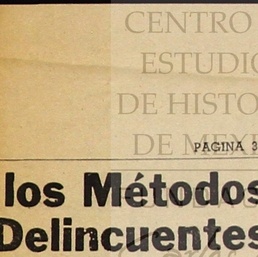 CENTRO
ESTUDIO
DE HISTO
DE MEXI
PAGINA 3
los Métodos
Delincuentes